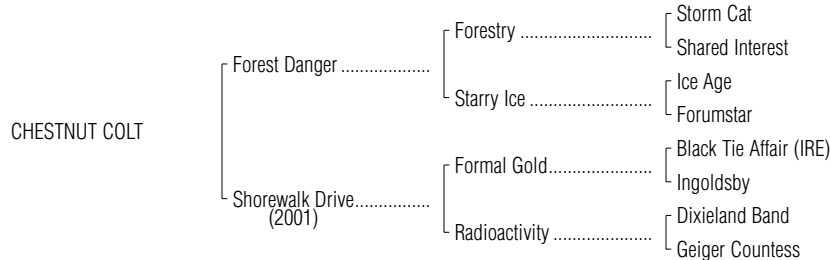 Storm Cat
Forestry ...............................
Shared Interest
Forest Danger ....................
Ice Age
Starry Ice .............................
Forumstar
CHESTNUT COLT
Black Tie Affair (IRE)
Formal Gold........................
Ingoldsby
Shorewalk Drive.................
(2001)
Dixieland Band
Radioactivity .......................
Geiger Countess